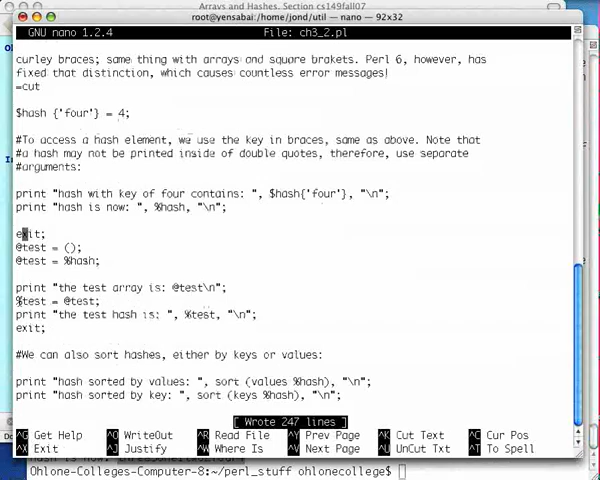 Arrays and Hashes, Section cs149fall07
root@yensabai:/home/jond/util — nano — 92x32
GNU nano 1.2.4 File: ch3_2.pl
curley braces; same thing with arrays and square brakets. Perl 6, however, has
fixed that distinction, which causes countless error messages!
=cut
$hash {'four'} = 4;
#To access a hash element, we use the key in braces, same as above. Note that
#a hash may not be printed inside of double quotes, therefore, use separate
#arguments:
print "hash with key of four contains: ", $hash{'four'}, "\n";
print "hash is now: ", %hash, "\n";
exit;
@test = ();
@test = %hash;
print "the test array is: @test\n";
%test = @test;
print "the test hash is: ", %test, "\n";
exit;
#We can also sort hashes, either by keys or values:
print "hash sorted by values: ", sort (values %hash), "\n";
print "hash sorted by key: ", sort (keys %hash), "\n";
[ Wrote 247 lines ]
^G Get Help ^O WriteOut ^R Read File ^Y Prev Page ^K Cut Text ^C Cur Pos
^X Exit ^J Justify ^W Where Is ^V Next Page ^U UnCut Txt ^T To Spell
Ohlone-Colleges-Computer-8:~/perl_stuff ohlonecollege$